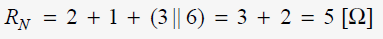 R_N = 2 + 1 + (3 || 6) = 3 + 2 = 5 [Ω]